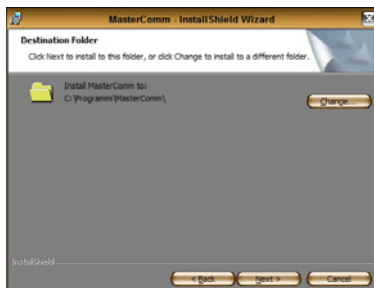 MasterComm - InstallShield Wizard
Destination Folder
Click Next to install to this folder, or click Change to install to a different folder.
Install MasterComm to:
C:\Programmi\MasterComm\
Change...
InstallShield
< Back
Next >
Cancel